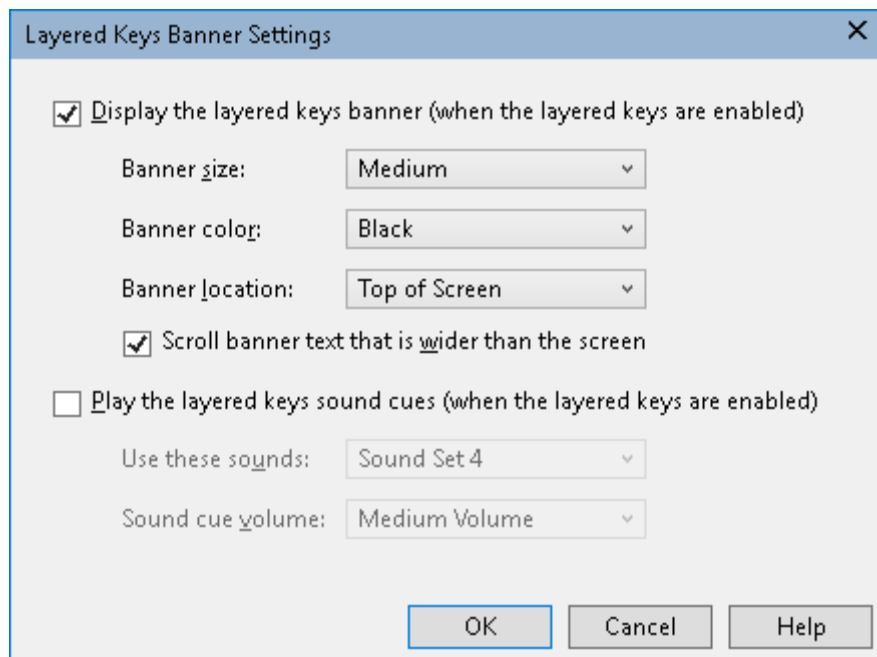 Layered Keys Banner Settings
Display the layered keys banner (when the layered keys are enabled)
Banner size: Medium
Banner color: Black
Banner location: Top of Screen
Scroll banner text that is wider than the screen
Play the layered keys sound cues (when the layered keys are enabled)
Use these sounds: Sound Set 4
Sound cue volume: Medium Volume
OK Cancel Help